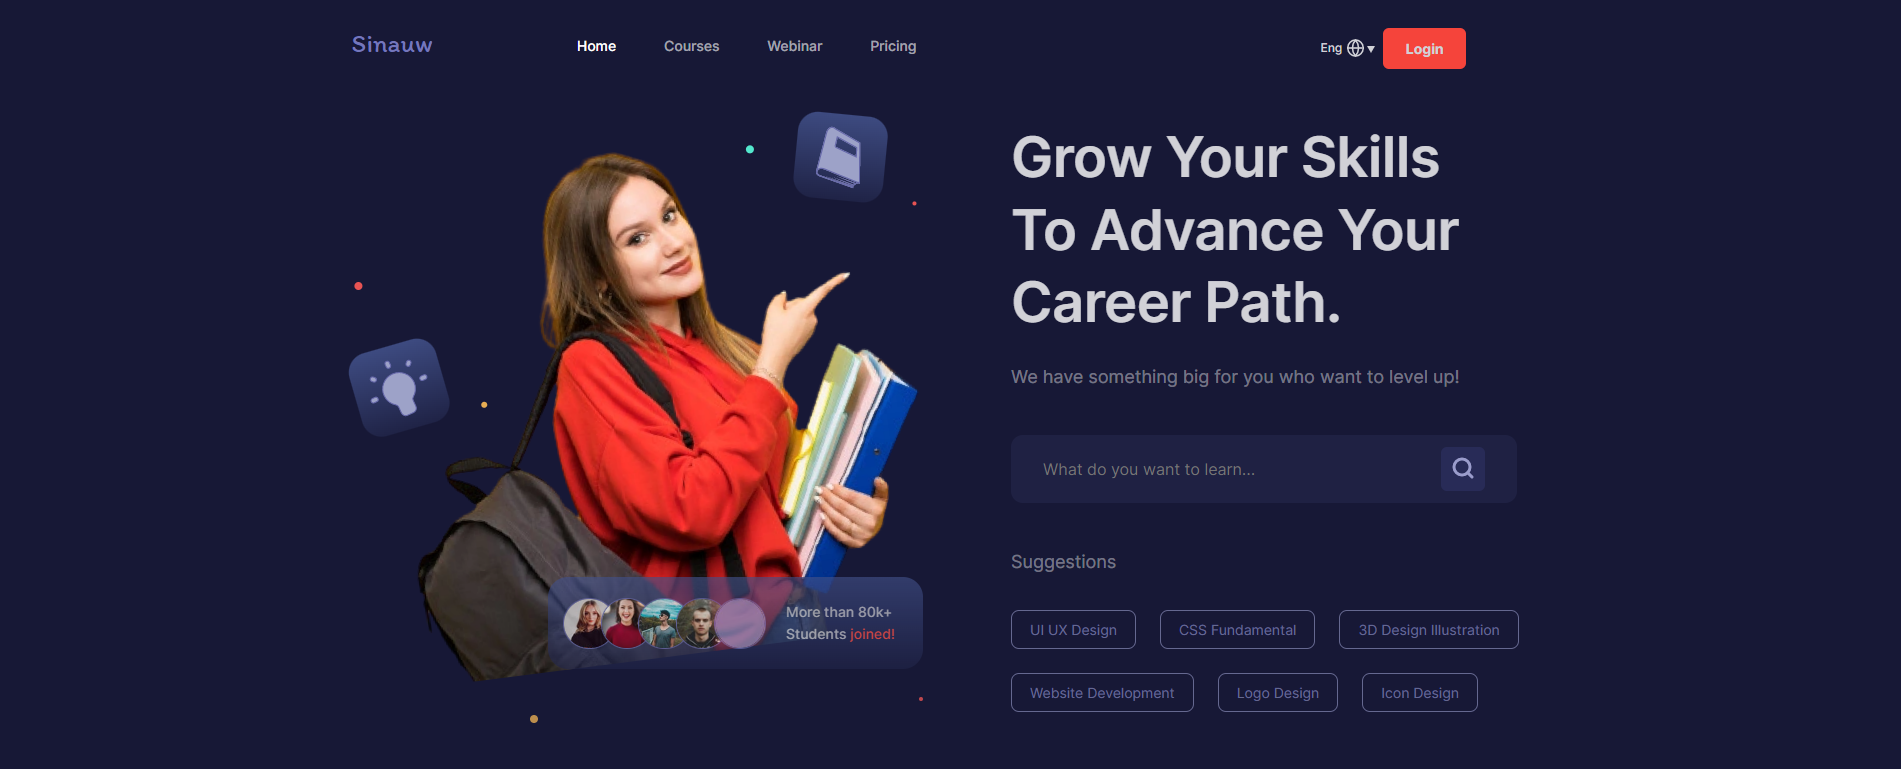 Sinauw
Home
Courses
Webinar
Pricing
Eng
Login
Grow Your Skills
To Advance Your
Career Path.
We have something big for you who want to level up!
What do you want to learn...
Suggestions
UI UX Design
CSS Fundamental
3D Design Illustration
Website Development
Logo Design
Icon Design
More than 80k+
Students joined!